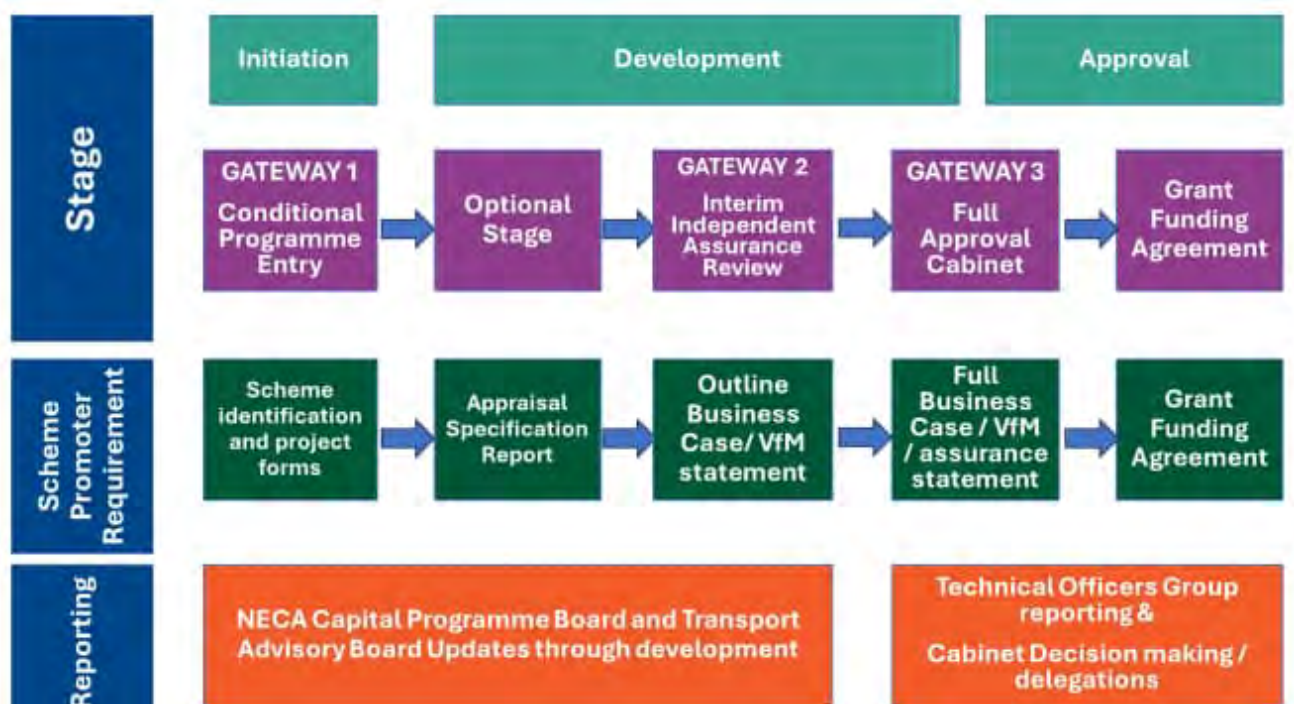 Stage
Initiation
Development
Approval
GATEWAY 1
Conditional
Programme
Entry
Optional
Stage
GATEWAY 2
Interim
Independent
Assurance
Review
GATEWAY 3
Full
Approval
Cabinet
Grant
Funding
Agreement
Scheme
Promoter
Requirement
Scheme
identification
and project
forms
Appraisal
Specification
Report
Outline
Business
Case/ VfM
statement
Full
Business
Case / VfM
/ assurance
statement
Grant
Funding
Agreement
Reporting
NECA Capital Programme Board and Transport
Advisory Board Updates through development
Technical Officers Group
reporting &
Cabinet Decision making /
delegations